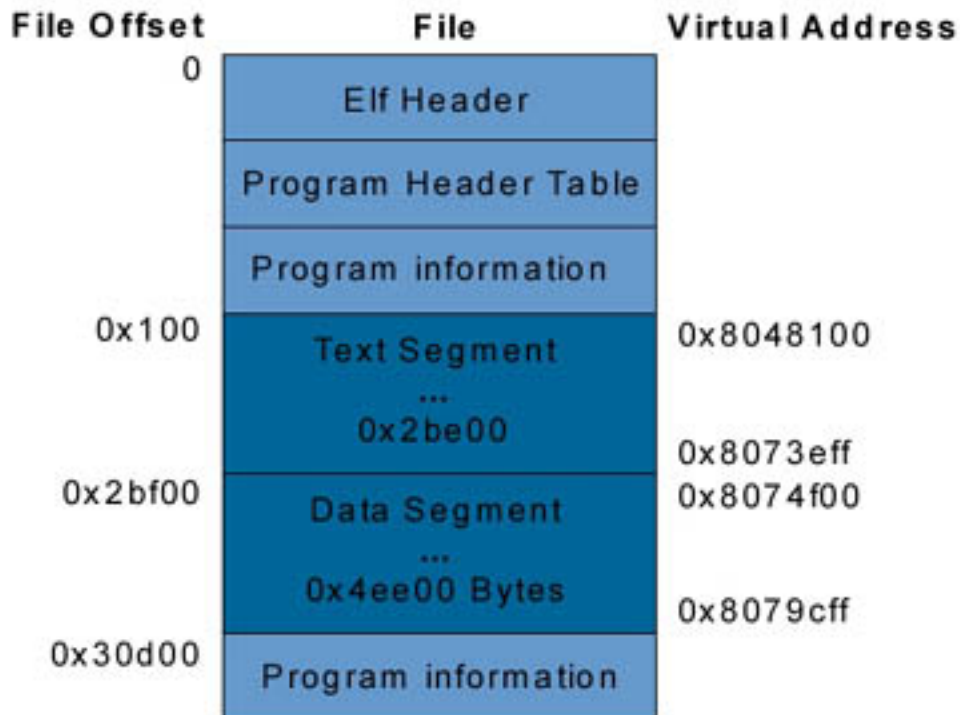 File Offset File Virtual Address
0
Elf Header
Program Header Table
Program information
0x100
Text Segment
0x8048100
...
0x2be00
0x8073eff
0x2bf00
0x8074f00
Data Segment
...
0x4ee00 Bytes
0x8079cff
0x30d00
Program information